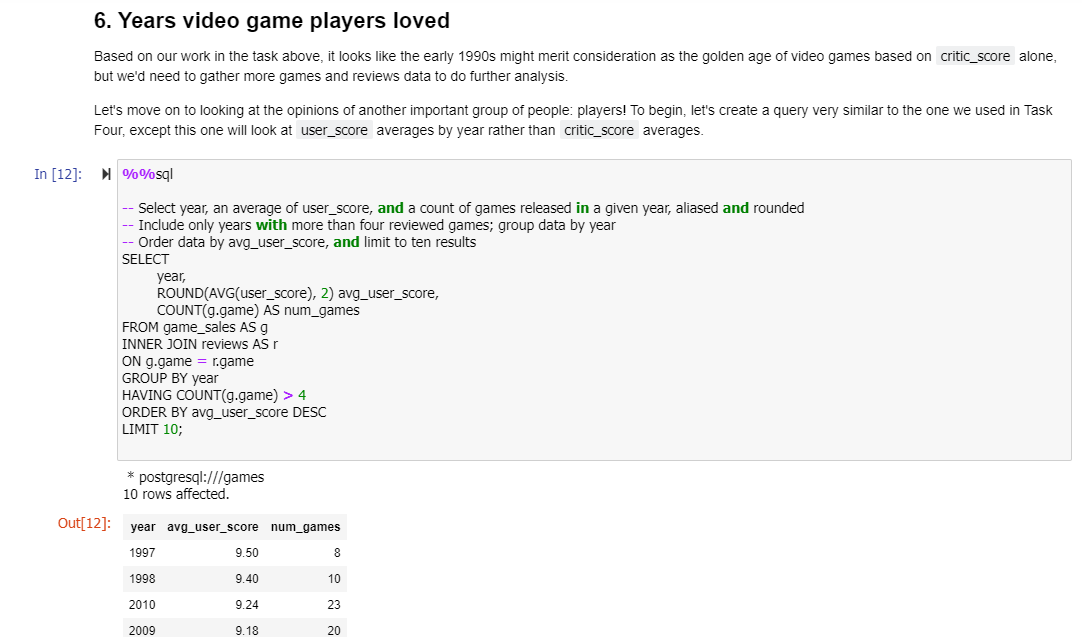 6. Years video game players loved
Based on our work in the task above, it looks like the early 1990s might merit consideration as the golden age of video games based on critic_score alone,
but we'd need to gather more games and reviews data to do further analysis.
Let's move on to looking at the opinions of another important group of people: players! To begin, let's create a query very similar to the one we used in Task
Four, except this one will look at user_score averages by year rather than critic_score averages.
In [12]:
%%sql
-- Select year, an average of user_score, and a count of games released in a given year, aliased and rounded
-- Include only years with more than four reviewed games; group data by year
-- Order data by avg_user_score, and limit to ten results
SELECT
year,
ROUND(AVG(user_score), 2) avg_user_score,
COUNT(g.game) AS num_games
FROM game_sales AS g
INNER JOIN reviews AS r
ON g.game = r.game
GROUP BY year
HAVING COUNT(g.game) > 4
ORDER BY avg_user_score DESC
LIMIT 10;
* postgresql:///games
10 rows affected.
Out[12]:
year avg_user_score num_games
1997 9.50 8
1998 9.40 10
2010 9.24 23
2009 9.18 20